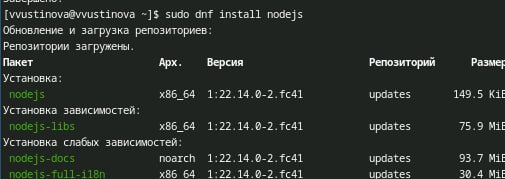 Завершено!
[vvustinova@vvustinova ~]$ sudo dnf install nodejs
Обновление и загрузка репозиториев:
Репозитории загружены.
Пакет Арх. Версия Репозиторий Размер
Установка:
nodejs x86_64 1:22.14.0-2.fc41 updates 149.5 KiB
Установка зависимостей:
nodejs-libs x86_64 1:22.14.0-2.fc41 updates 75.9 MiB
Установка слабых зависимостей:
nodejs-docs noarch 1:22.14.0-2.fc41 updates 93.7 MiB
nodejs-full-i18n x86_64 1:22.14.0-2.fc41 updates 30.4 MiB